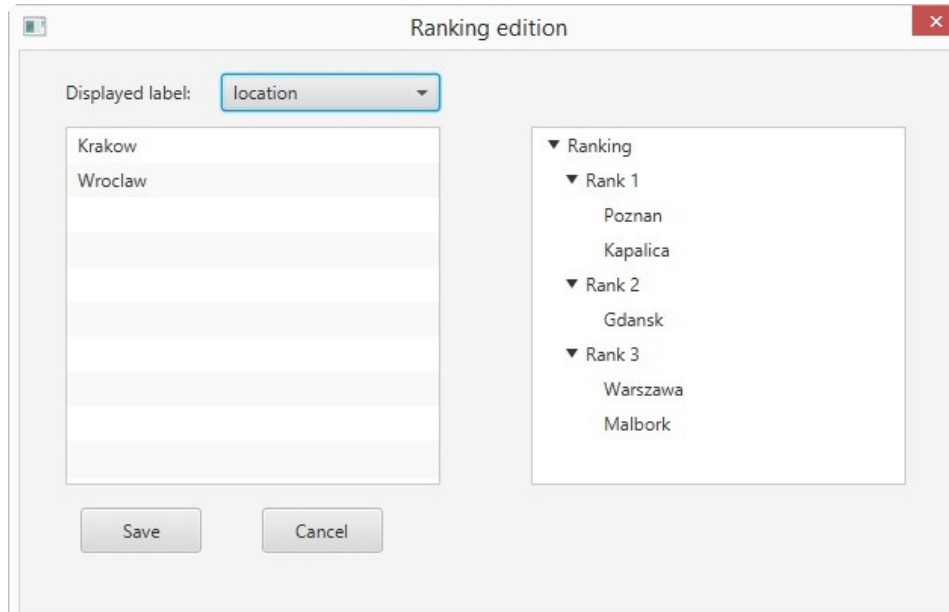 Ranking edition
Displayed label: location
Krakow
Wroclaw
Ranking
Rank 1
Poznan
Kapalica
Rank 2
Gdansk
Rank 3
Warszawa
Malbork
Save Cancel